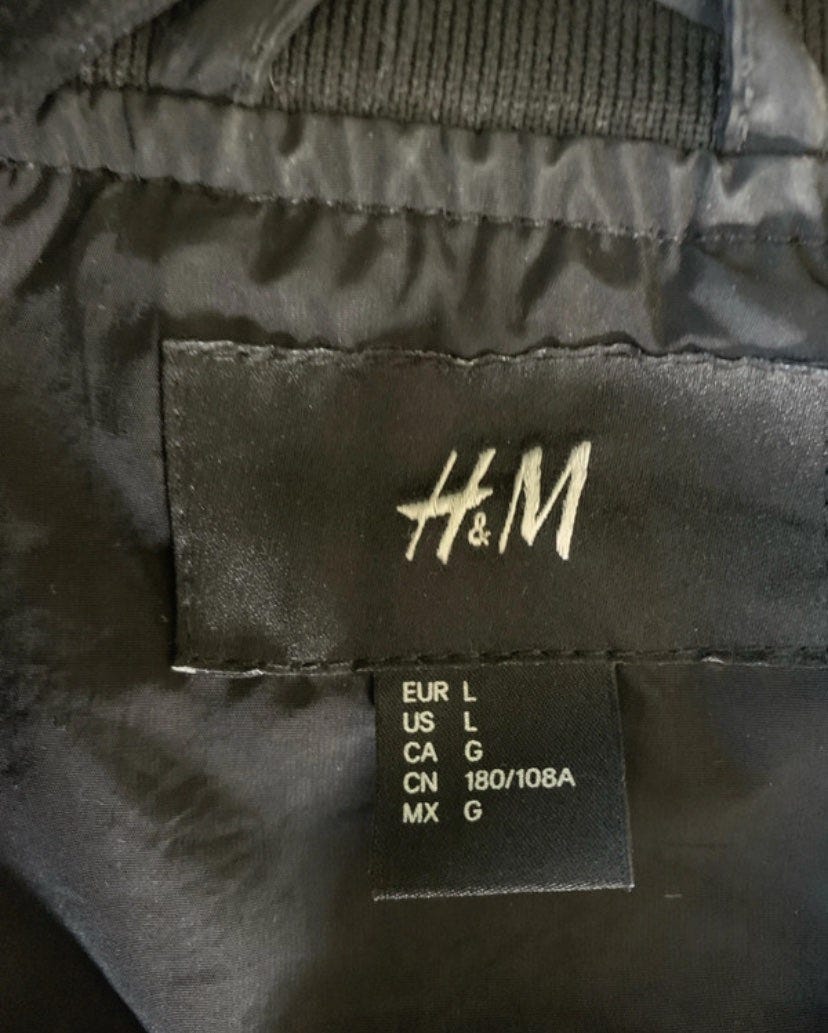 H&M
EUR L
US L
CA G
CN 180/108A
MX G